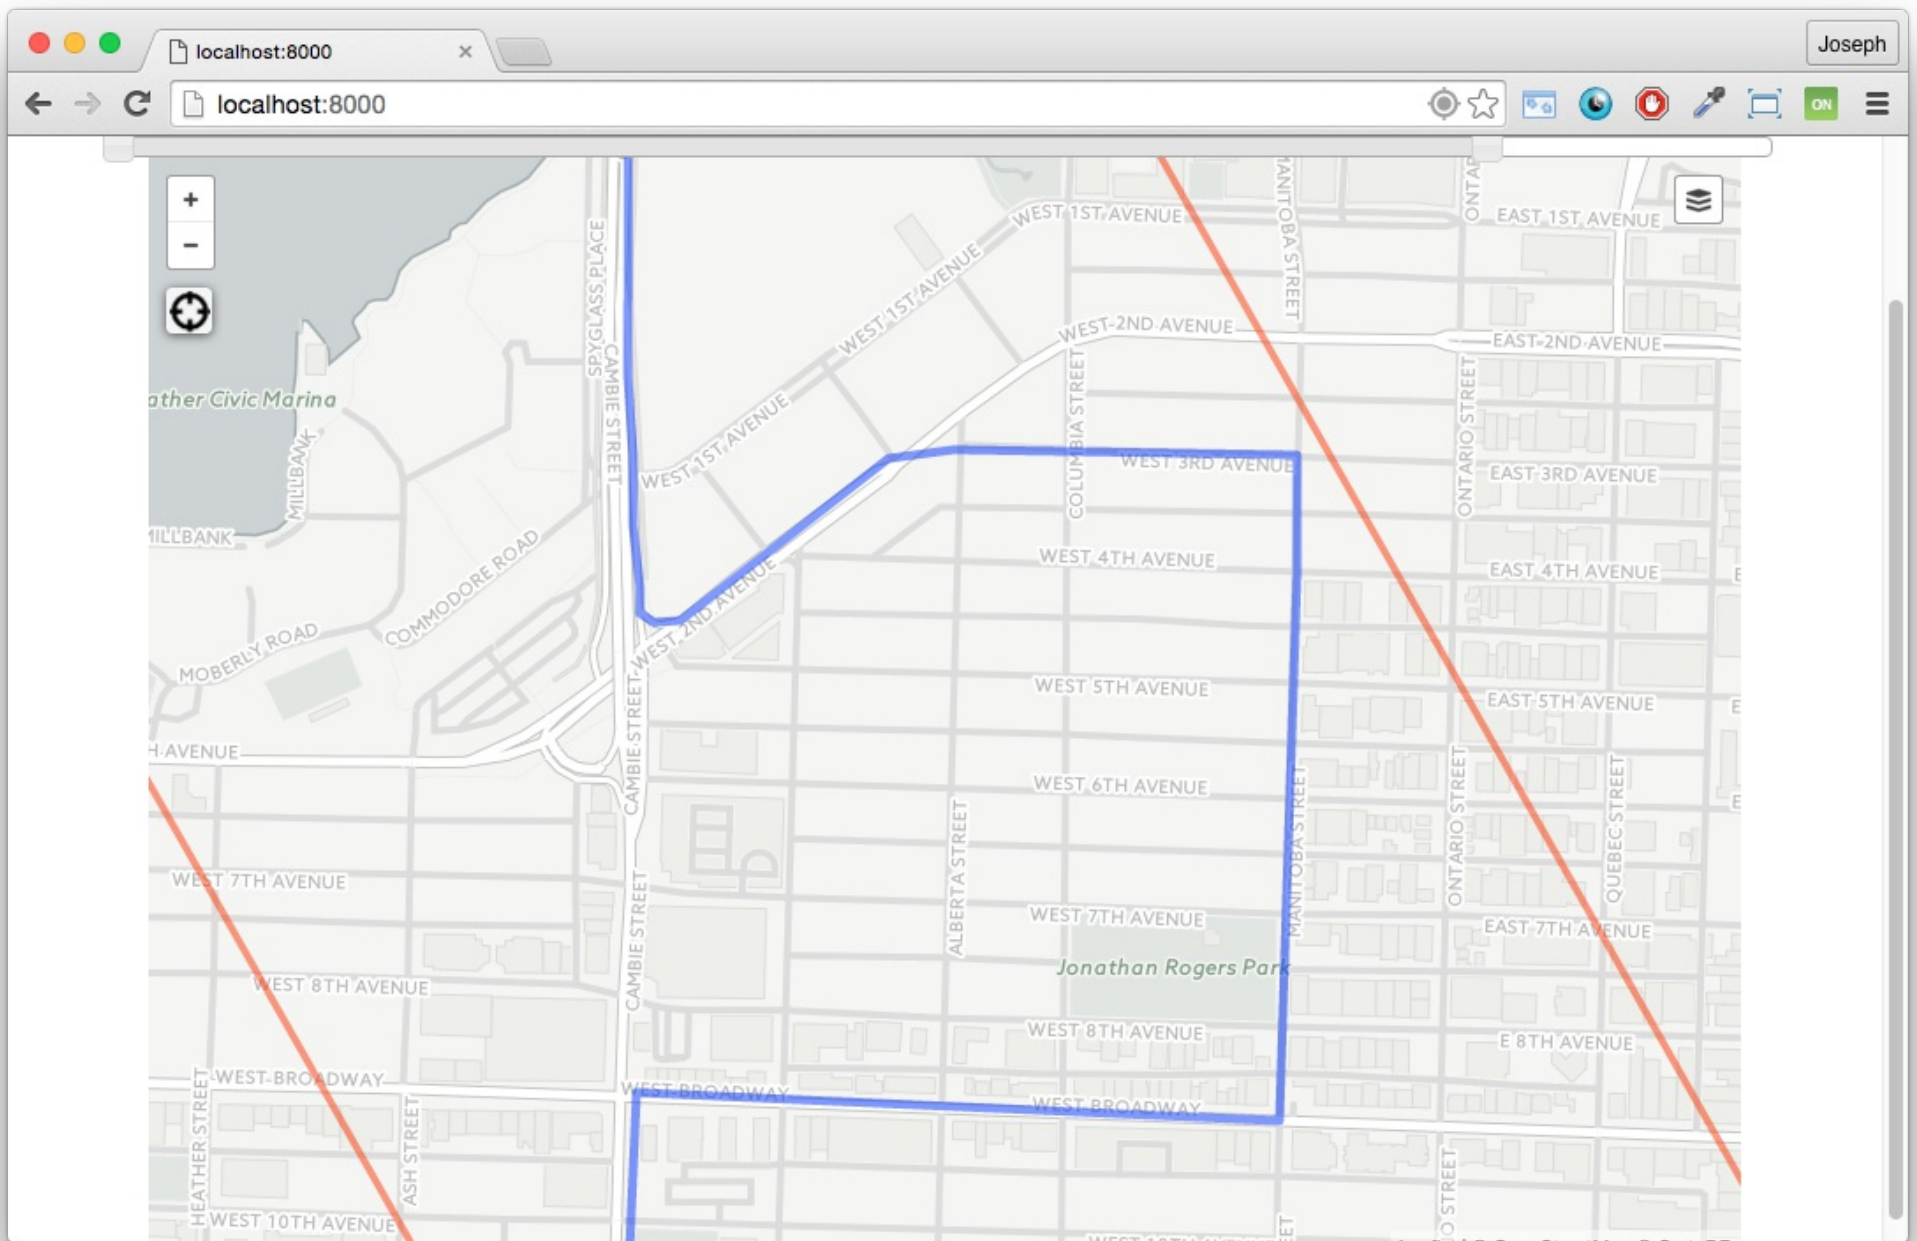 localhost:8000
Joseph
localhost:8000
ON
+
−
SPYGLASS PLACE
CAMBIE STREET
WEST 1ST AVENUE
MANITOBA STREET
EAST 1ST AVENUE
WEST 1ST AVENUE
WEST 2ND AVENUE
EAST 2ND AVENUE
COLUMBIA STREET
ONTARIO STREET
ather Civic Marina
WEST 1ST AVENUE
MILLBANK
WEST 3RD AVENUE
EAST 3RD AVENUE
MILLBANK
COMMODORE ROAD
WEST 4TH AVENUE
EAST 4TH AVENUE
WEST 2ND AVENUE
MOBERLY ROAD
WEST 5TH AVENUE
EAST 5TH AVENUE
H AVENUE
CAMBIE STREET
WEST 6TH AVENUE
MANITOBA STREET
ONTARIO STREET
QUEBEC STREET
ALBERTA STREET
WEST 7TH AVENUE
CAMBIE STREET
WEST 7TH AVENUE
EAST 7TH AVENUE
Jonathan Rogers Park
WEST 8TH AVENUE
WEST 8TH AVENUE
E 8TH AVENUE
WEST BROADWAY
WEST BROADWAY
WEST BROADWAY
HEATHER STREET
ASH STREET
O STREET
WEST 10TH AVENUE